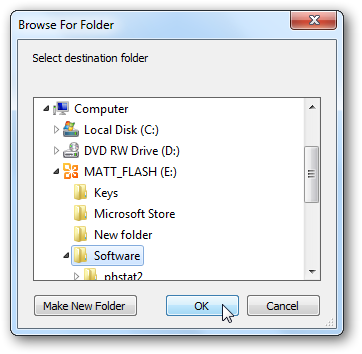 Browse For Folder
Select destination folder
Computer
Local Disk (C:)
DVD RW Drive (D:)
MATT_FLASH (E:)
Keys
Microsoft Store
New folder
Software
phstat2
Make New Folder
OK
Cancel